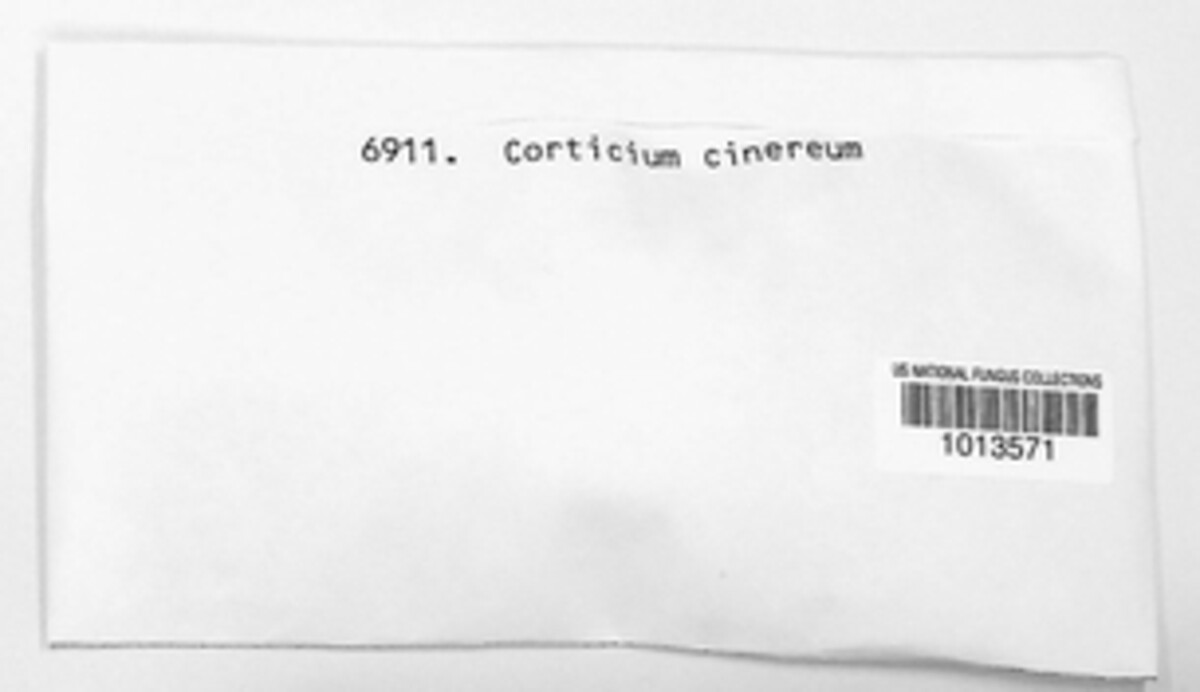 6911. Corticium cinereum
US NATIONAL FUNGUS COLLECTIONS
1013571